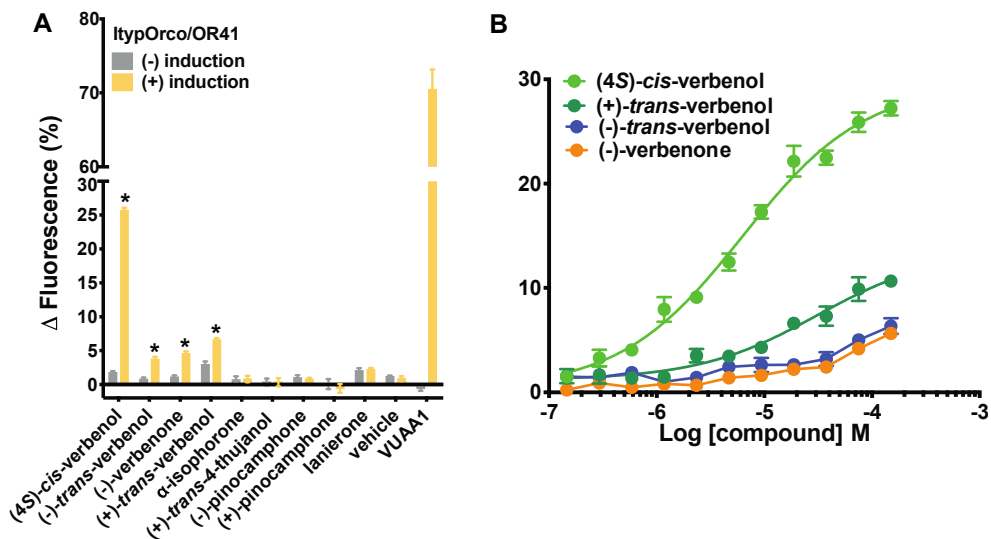 A
ItypOrco/OR41
(-) induction
(+) induction
Δ Fluorescence (%)
80
70
60
30
25
20
15
10
5
0
*
*
*
*
(4S)-cis-verbenol
(-)-trans-verbenol
(-)-verbenone
(+)-trans-verbenol
α-isophorone
(+)-trans-4-thujanol
(-)-pinocamphone
(+)-pinocamphone
lanierone
vehicle
VUAA1
B
(4S)-cis-verbenol
(+)-trans-verbenol
(-)-trans-verbenol
(-)-verbenone
30
20
10
0
-7 -6 -5 -4 -3
Log [compound] M